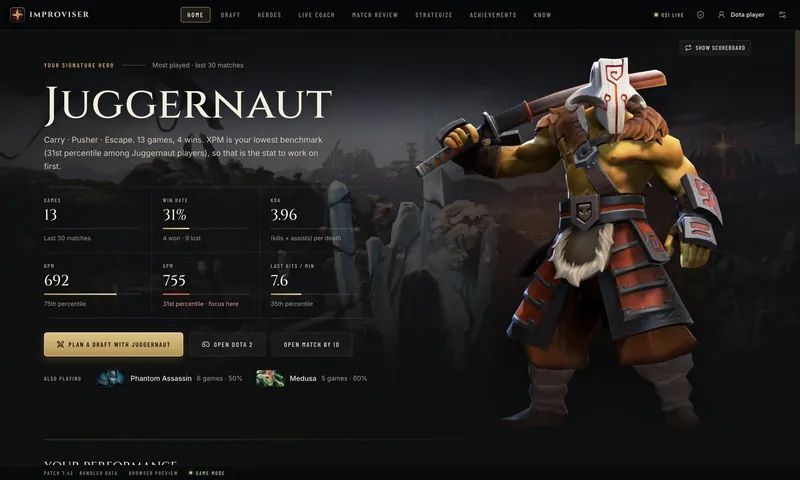 IMPROVISER
HOME DRAFT HEROES LIVE COACH MATCH REVIEW STRATEGIZE ACHIEVEMENTS KNOW
GSI LIVE
Dota player
SHOW SCOREBOARD
YOUR SIGNATURE HERO
Most played · last 30 matches
JUGGERNAUT
Carry · Pusher · Escape. 13 games, 4 wins. XPM is your lowest benchmark
(31st percentile among Juggernaut players), so that is the stat to work on
first.
GAMES
13
Last 30 matches
WIN RATE
31%
4 won · 9 lost
KDA
3.96
(kills + assists) per death
GPM
692
75th percentile
XPM
755
31st percentile · focus here
LAST HITS / MIN
7.6
35th percentile
PLAN A DRAFT WITH JUGGERNAUT
OPEN DOTA 2
OPEN MATCH BY ID
ALSO PLAYING
Phantom Assassin 6 games · 50%
Medusa 5 games · 60%
YOUR PERFORMANCE
PATCH 7.42 · BUNDLED DATA BROWSER PREVIEW GAME MODE